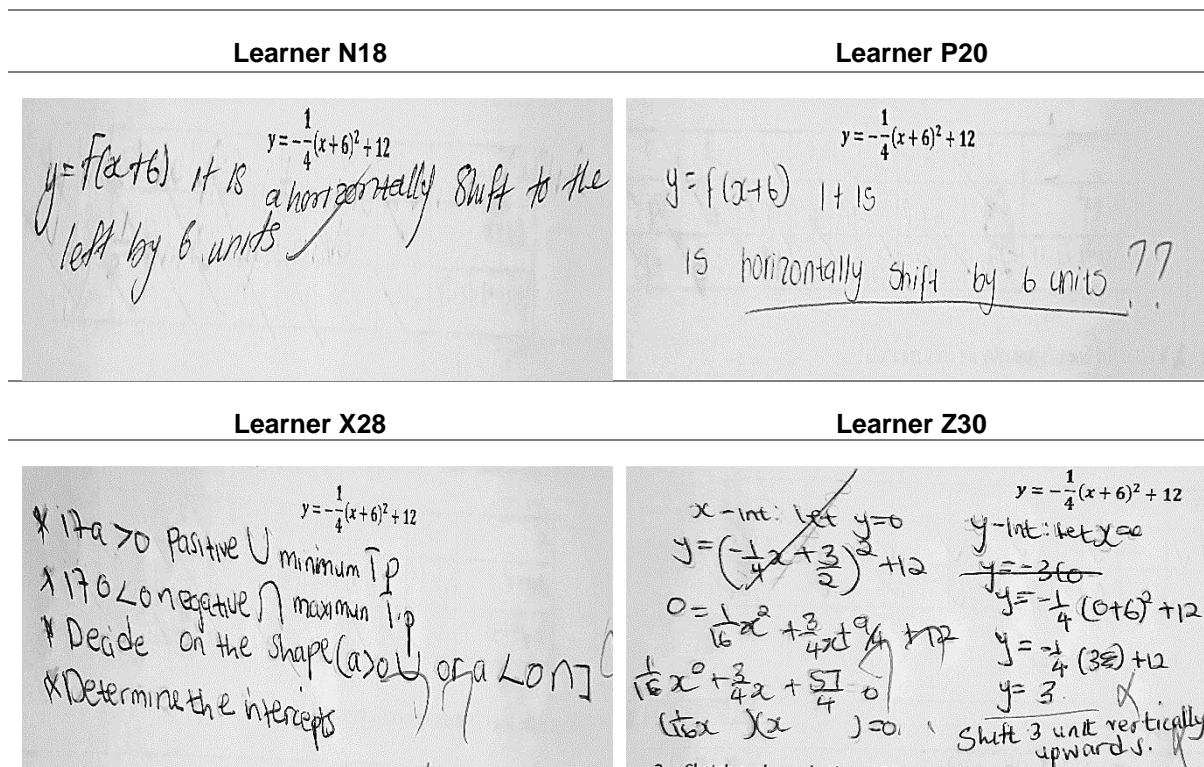 Learner N18
y = -1/4(x+6)² + 12
y = f(x+6) It is a horizontally shift to the
left by 6 units
Learner P20
y = -1/4(x+6)² + 12
y = f(x+6) It is
is horizontally shift by 6 units ??
Learner X28
y = -1/4(x+6)² + 12
* if a >0 Positive ∪ minimum Tp
* if a <0 negative ∩ maximum T.p
* Decide on the shape (a>0 ∪ or a <0 ∩]
* Determine the intercepts
Learner Z30
x-int: let y=0
y = (-1/4x + 3/2)² + 12
0 = 1/16x² + 3/4x + 9/4 + 12
1/16x⁰ + 3/4x + 57/4 0
(1/16x )(x ) = 0
y = -1/4(x+6)² + 12
y-int: let x=0
y = -1/4(0+6)² + 12
y = -1/4(36) + 12
y = 3
Shift 3 unit vertically
upwards.